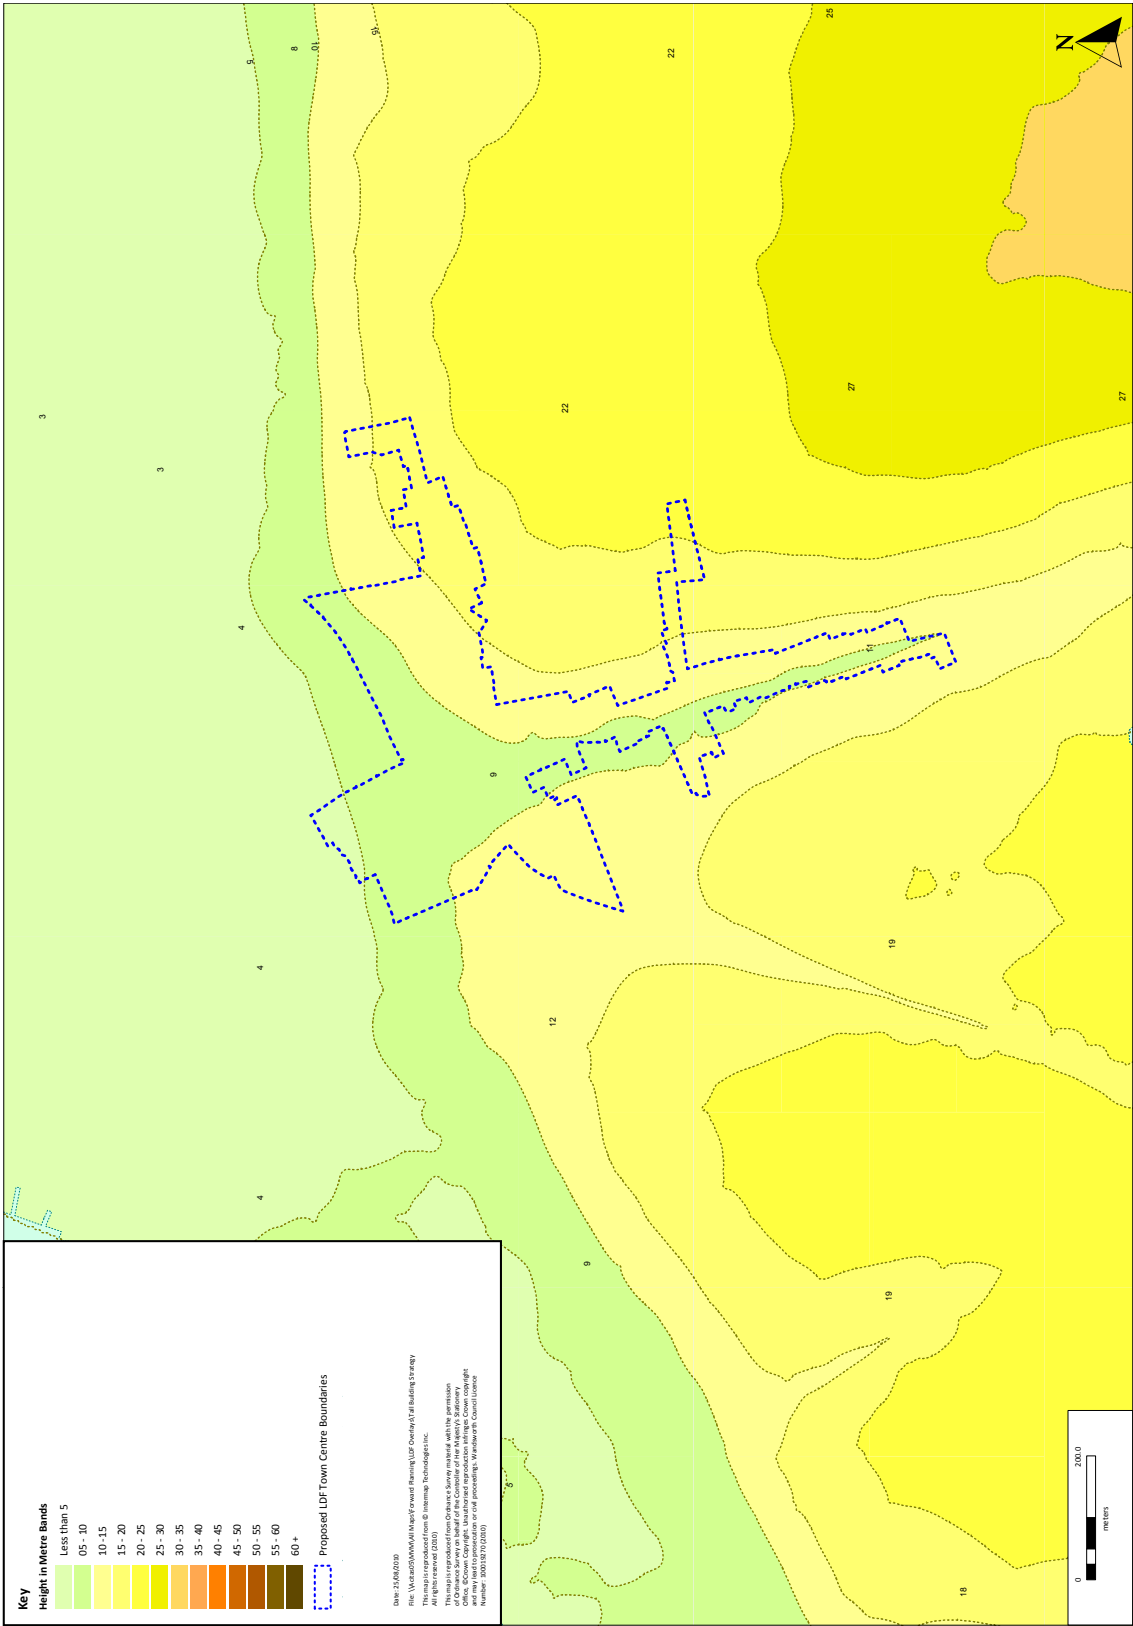 Key
Height in Metre Bands
Less than 5
05 - 10
10 - 15
15 - 20
20 - 25
25 - 30
30 - 35
35 - 40
40 - 45
45 - 50
50 - 55
55 - 60
60 +
Proposed LDF Town Centre Boundaries
Date: 25/08/2010
This map is reproduced from © Intermap Technologies Inc.
All rights reserved (2010)
This map is reproduced from Ordnance Survey material with the permission
of Ordnance Survey on behalf of the Controller of Her Majesty's Stationery
Office, © Crown Copyright. Unauthorised reproduction infringes Crown copyright
and may lead to prosecution or civil proceedings. Wandsworth Council Licence
Number: 100019270 (2010)
0 200.0
meters
N
5
8
10
15
22
25
3
3
22
27
27
4
4
4
9
11
12
19
9
19
5
18